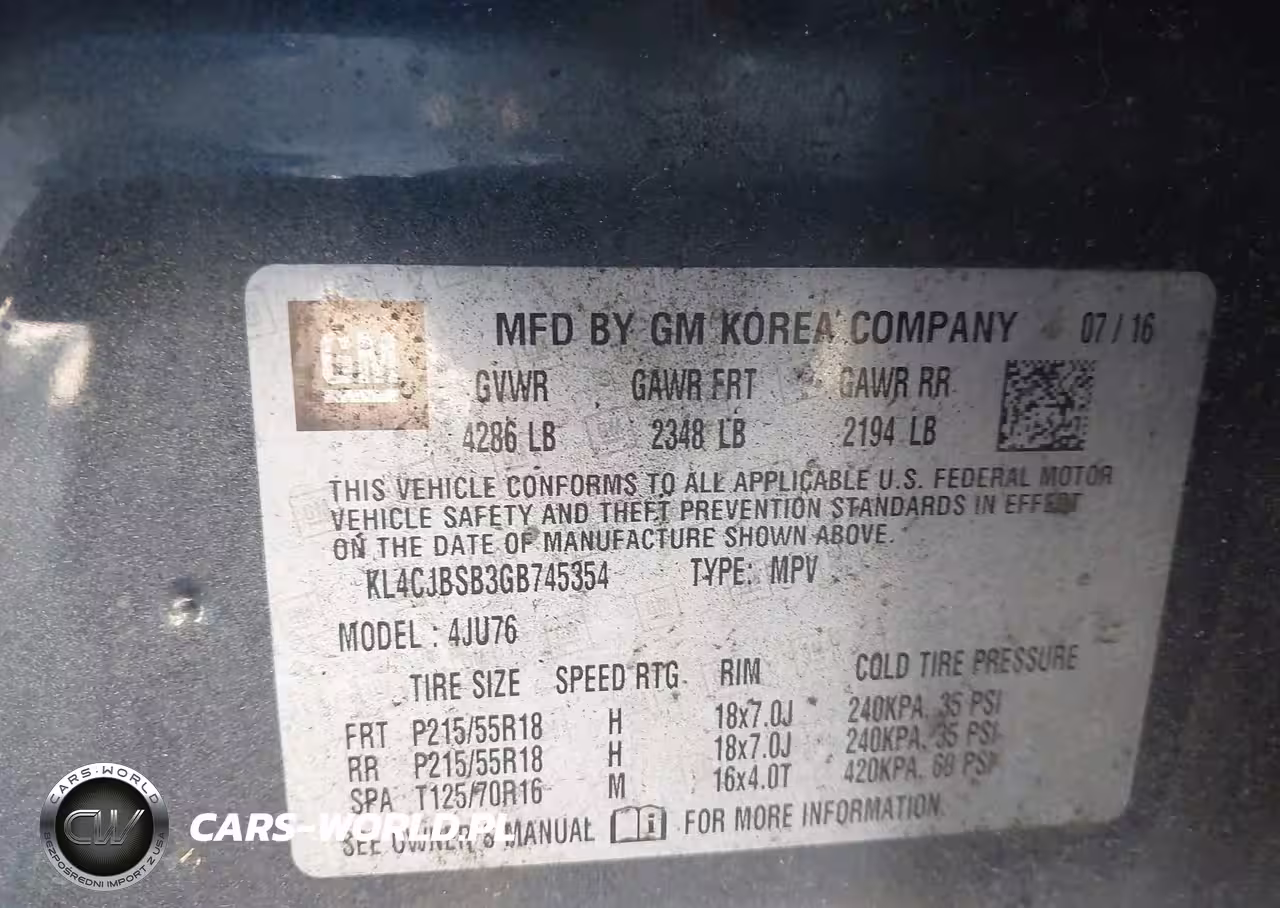 GM
MFD BY GM KOREA COMPANY 07/16
GVWR GAWR FRT GAWR RR
4286 LB 2348 LB 2194 LB
THIS VEHICLE CONFORMS TO ALL APPLICABLE U.S. FEDERAL MOTOR
VEHICLE SAFETY AND THEFT PREVENTION STANDARDS IN EFFECT
ON THE DATE OF MANUFACTURE SHOWN ABOVE.
KL4CJBSB3GB745354 TYPE: MPV
MODEL : 4JU76
TIRE SIZE SPEED RTG RIM COLD TIRE PRESSURE
FRT P215/55R18 H 18x7.0J 240KPA, 35 PSI
RR P215/55R18 H 18x7.0J 240KPA, 35 PSI
SPA T125/70R16 M 16x4.0T 420KPA, 60 PSI
SEE OWNER'S MANUAL FOR MORE INFORMATION.
CARS-WORLD
CW
BEZPOŚREDNI IMPORT Z USA
CARS-WORLD.PL